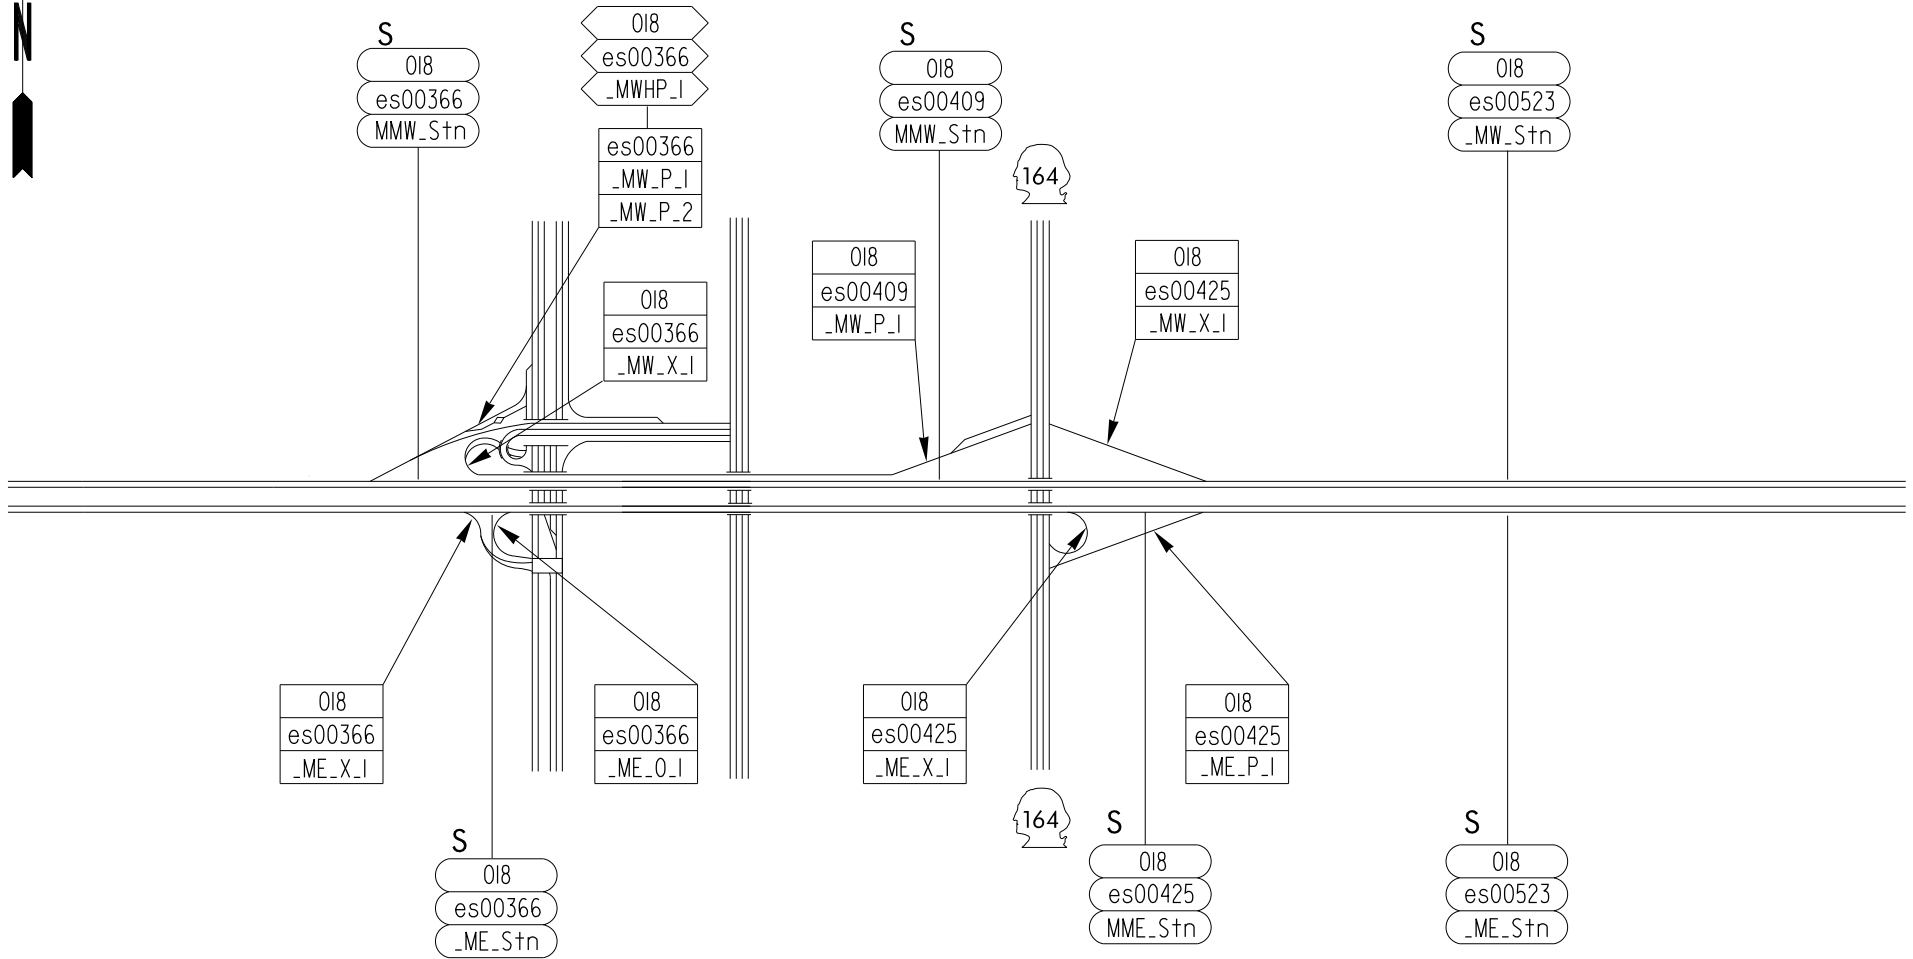 N
S
018
es00366
MMW_Stn
018
es00366
_MWHP_1
es00366
_MW_P_1
_MW_P_2
S
018
es00409
MMW_Stn
S
018
es00523
_MW_Stn
164
018
es00366
_MW_X_1
018
es00409
_MW_P_1
018
es00425
_MW_X_1
018
es00366
_ME_X_1
018
es00366
_ME_O_1
018
es00425
_ME_X_1
018
es00425
_ME_P_1
164
S
018
es00366
_ME_Stn
S
018
es00425
MME_Stn
S
018
es00523
_ME_Stn